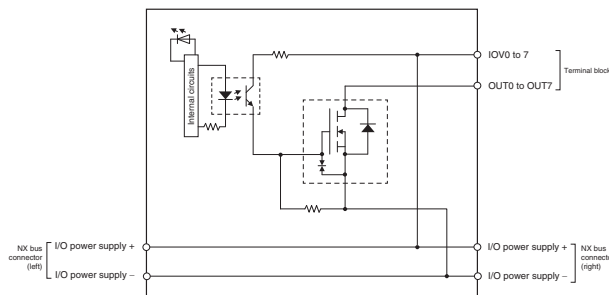 Internal circuits
IOV0 to 7
OUT0 to OUT7
Terminal block
NX bus
connector
(left)
I/O power supply +
I/O power supply −
I/O power supply +
I/O power supply −
NX bus
connector
(right)